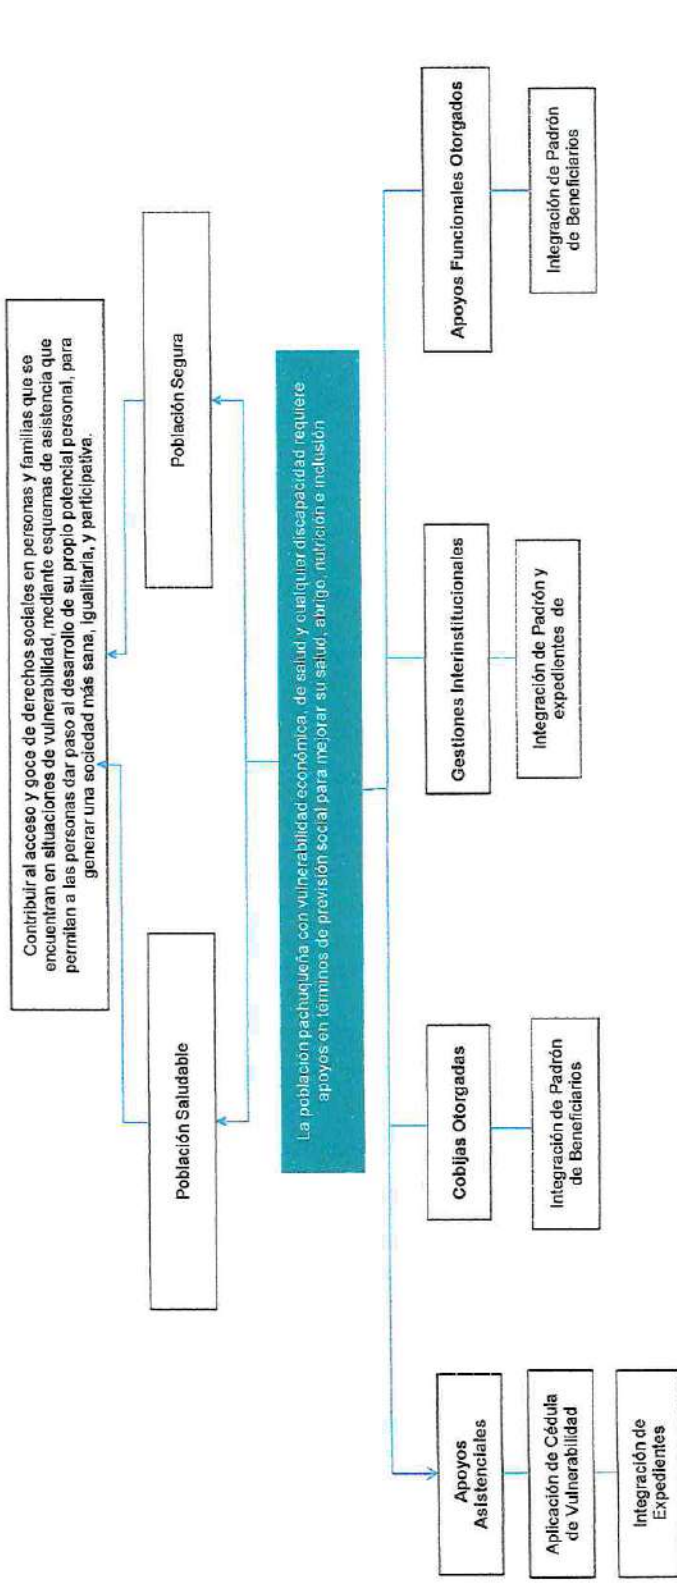 Contribuir al acceso y goce de derechos sociales en personas y familias que se
encuentran en situaciones de vulnerabilidad, mediante esquemas de asistencia que
permitan a las personas dar paso al desarrollo de su propio potencial personal, para
generar una sociedad más sana, igualitaria, y participativa.
Población Saludable
Población Segura
La población pachuqueña con vulnerabilidad económica, de salud y cualquier discapacidad requiere
apoyos en términos de previsión social para mejorar su salud, abrigo, nutrición e inclusión
Apoyos
Asistenciales
Aplicación de Cédula
de Vulnerabilidad
Integración de
Expedientes
Cobijas Otorgadas
Integración de Padrón
de Beneficiarios
Gestiones Interinstitucionales
Integración de Padrón y
expedientes de
Apoyos Funcionales Otorgados
Integración de Padrón
de Beneficiarios